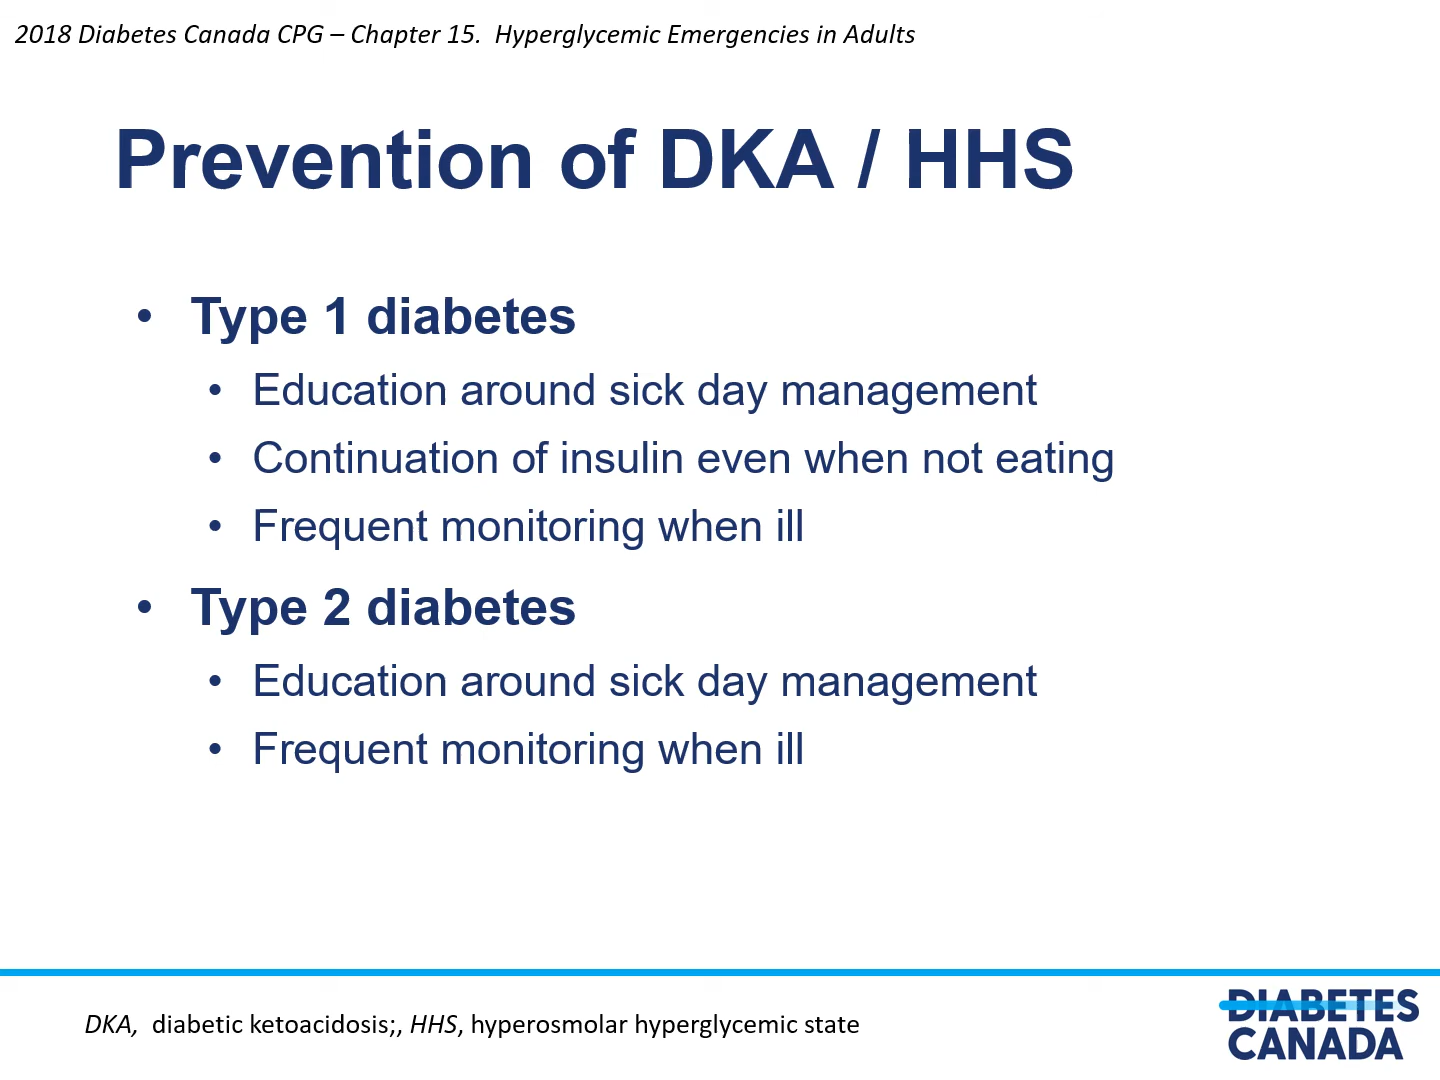 2018 Diabetes Canada CPG – Chapter 15.  Hyperglycemic Emergencies in Adults
Prevention of DKA / HHS
• Type 1 diabetes
• Education around sick day management
• Continuation of insulin even when not eating
• Frequent monitoring when ill
• Type 2 diabetes
• Education around sick day management
• Frequent monitoring when ill
DKA,  diabetic ketoacidosis;, HHS, hyperosmolar hyperglycemic state
DIABETES
CANADA